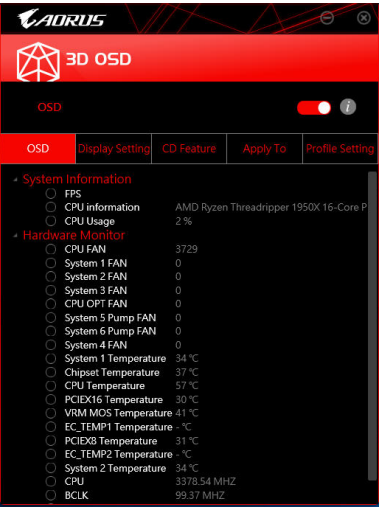 AORUS
3D OSD
OSD
OSD Display Setting CD Feature Apply To Profile Setting
System Information
FPS
CPU information AMD Ryzen Threadripper 1950X 16-Core P
CPU Usage 2 %
Hardware Monitor
CPU FAN 3729
System 1 FAN 0
System 2 FAN 0
System 3 FAN 0
CPU OPT FAN 0
System 5 Pump FAN 0
System 6 Pump FAN 0
System 4 FAN 0
System 1 Temperature 34 °C
Chipset Temperature 37 °C
CPU Temperature 57 °C
PCIEX16 Temperature 30 °C
VRM MOS Temperature 41 °C
EC_TEMP1 Temperature - °C
PCIEX8 Temperature 31 °C
EC_TEMP2 Temperature - °C
System 2 Temperature 34 °C
CPU 3378.54 MHZ
BCLK 99.37 MHZ